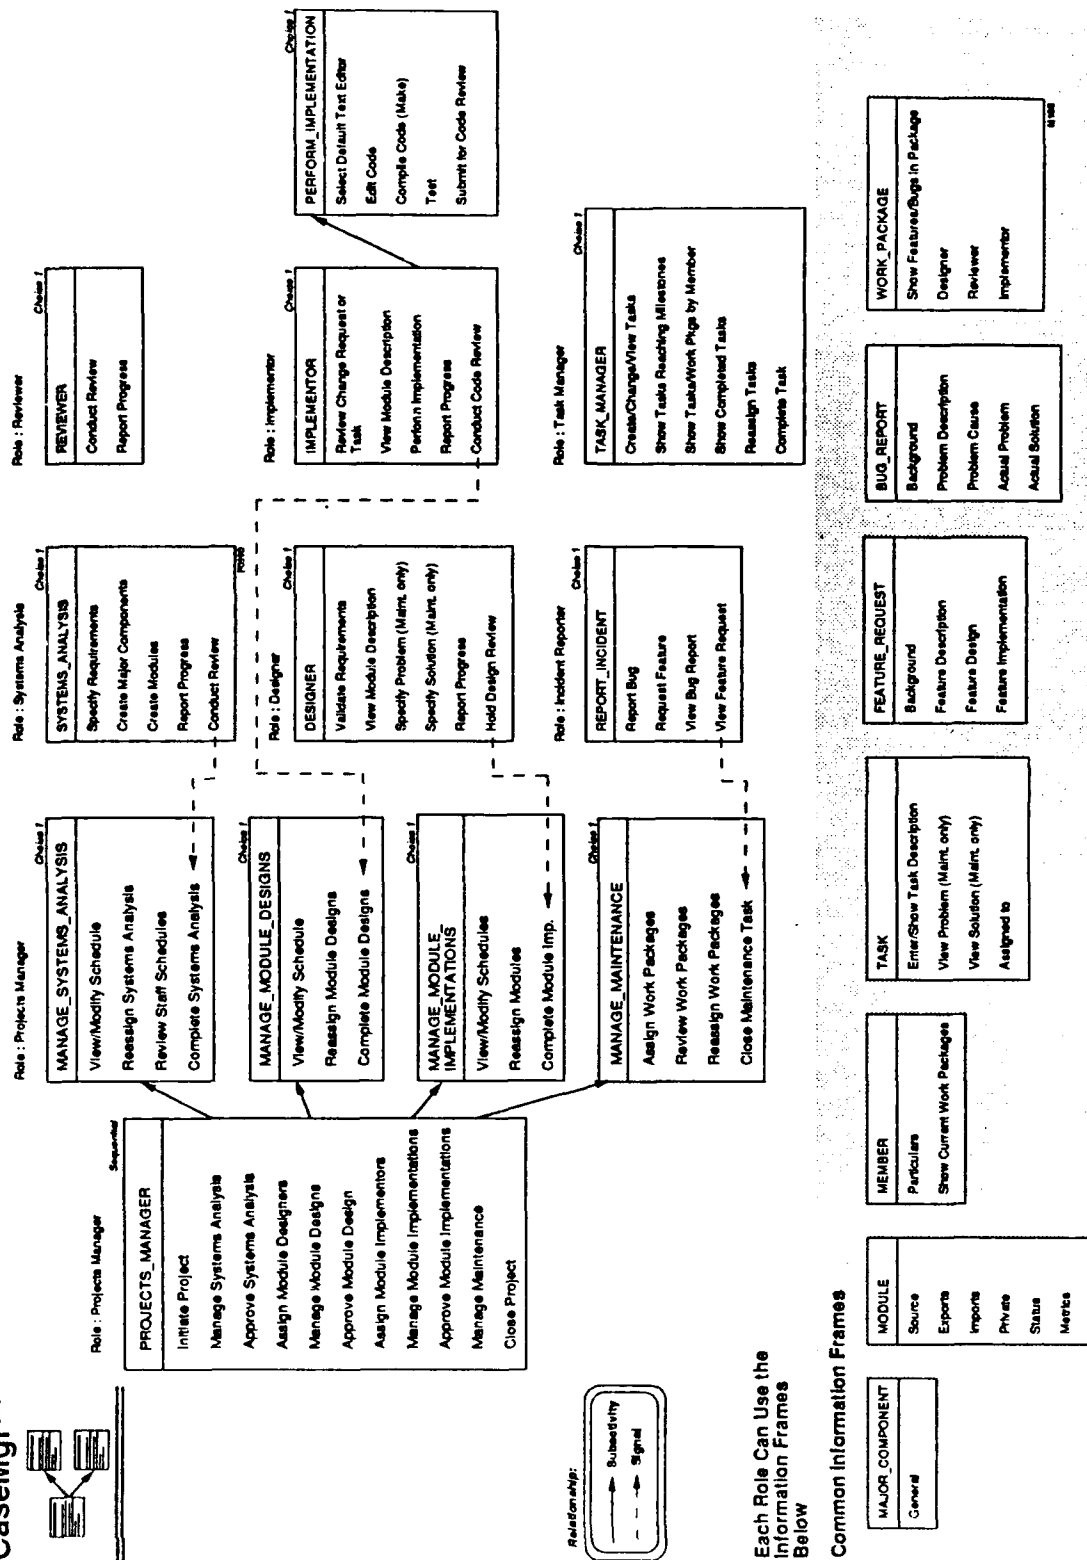 CaseMgr
Role : Projects Manager
Sequential
PROJECTS_MANAGER
Initiate Project
Manage Systems Analysis
Approve Systems Analysis
Assign Module Designers
Manage Module Designs
Approve Module Design
Assign Module Implementors
Manage Module Implementations
Approve Module Implementations
Manage Maintenance
Close Project
Role : Projects Manager
Choice 1
MANAGE_SYSTEMS_ANALYSIS
View/Modify Schedule
Reassign Systems Analysis
Review Staff Schedules
Complete Systems Analysis
Choice 1
MANAGE_MODULE_DESIGNS
View/Modify Schedule
Reassign Module Designs
Complete Module Designs
Choice 1
MANAGE_MODULE_
IMPLEMENTATIONS
View/Modify Schedules
Reassign Modules
Complete Module Imp.
Choice 1
MANAGE_MAINTENANCE
Assign Work Packages
Review Work Packages
Reassign Work Packages
Close Maintenance Task
Role : Systems Analysis
Choice 1
SYSTEMS_ANALYSIS
Specify Requirements
Create Major Components
Create Modules
Report Progress
Conduct Review
Role : Designer
Choice 1
DESIGNER
Validate Requirements
View Module Description
Specify Problem (Maint. only)
Specify Solution (Maint. only)
Report Progress
Hold Design Review
Role : Incident Reporter
Choice 1
REPORT_INCIDENT
Report Bug
Request Feature
View Bug Report
View Feature Request
Role : Reviewer
Choice 1
REVIEWER
Conduct Review
Report Progress
Role : Implementor
Choice 1
IMPLEMENTOR
Review Change Request or
Task
View Module Description
Perform Implementation
Report Progress
Conduct Code Review
Choice 1
PERFORM_IMPLEMENTATION
Select Default Text Editor
Edit Code
Compile Code (Make)
Test
Submit for Code Review
Role : Task Manager
Choice 1
TASK_MANAGER
Create/Change/View Tasks
Show Tasks Reaching Milestones
Show Tasks/Work Pkgs by Member
Show Completed Tasks
Reassign Tasks
Complete Task
Relationship:
Subactivity
Signal
Each Role Can Use the
Information Frames
Below
Common Information Frames
MAJOR_COMPONENT
General
MODULE
Source
Exports
Imports
Private
Status
Metrics
MEMBER
Particulars
Show Current Work Packages
TASK
Enter/Show Task Description
View Problem (Maint. only)
View Solution (Maint. only)
Assigned to
FEATURE_REQUEST
Background
Feature Description
Feature Design
Feature Implementation
BUG_REPORT
Background
Problem Description
Problem Cause
Actual Problem
Actual Solution
WORK_PACKAGE
Show Features/Bugs in Package
Designer
Reviewer
Implementor